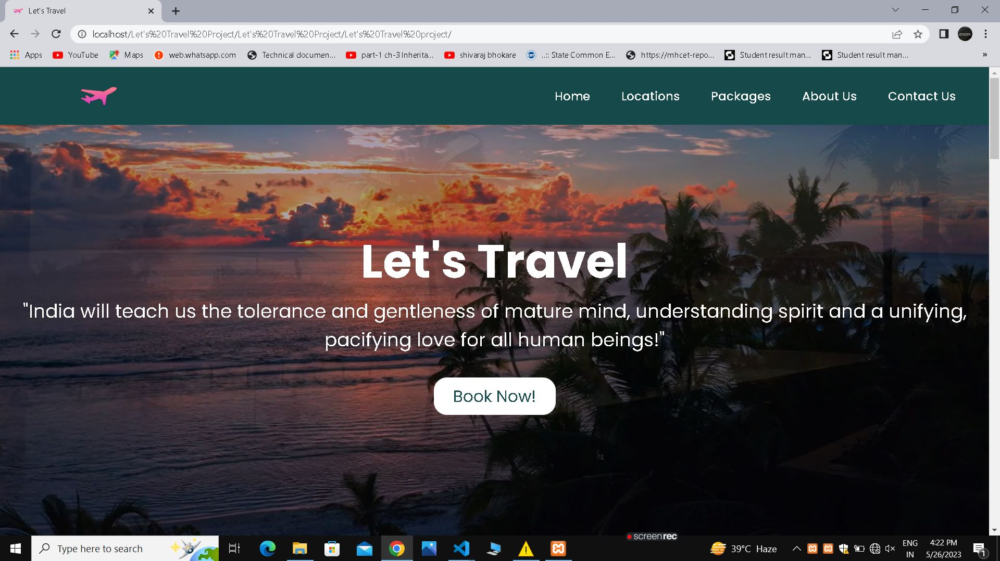 Let's Travel
localhost/Let's%20Travel%20Project/Let's%20Travel%20Project/Let's%20Travel%20project/
Apps YouTube Maps web.whatsapp.com Technical documen... part-1 ch-3 Inherita... shivaraj bhokare ..:: State Common E... https://mhcet-repo... Student result man... Student result man... »
Home Locations Packages About Us Contact Us
Let's Travel
"India will teach us the tolerance and gentleness of mature mind, understanding spirit and a unifying,
pacifying love for all human beings!"
Book Now!
screenrec
Type here to search
39°C Haze
ENG
IN
4:22 PM
5/26/2023
1